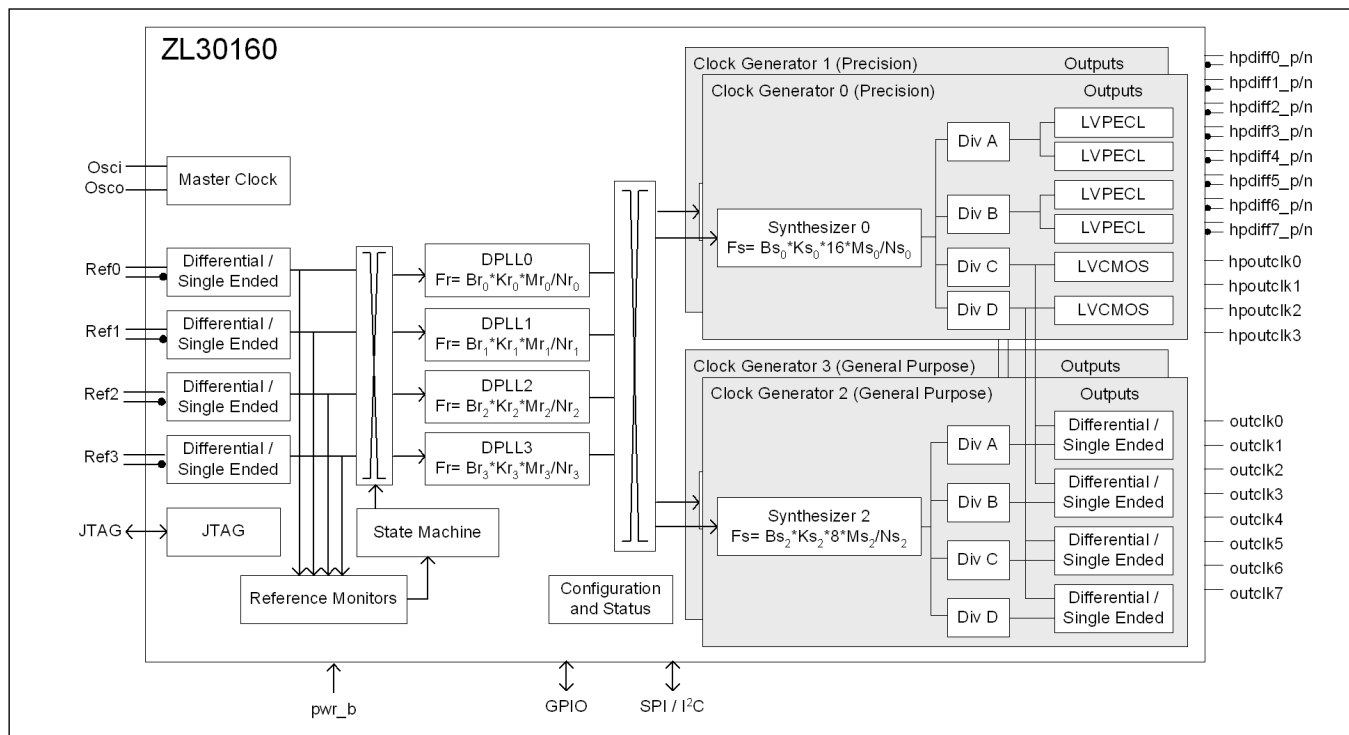 ZL30160
Clock Generator 1 (Precision) Outputs
Clock Generator 0 (Precision) Outputs
Div A
LVPECL
LVPECL
Div B
LVPECL
LVPECL
Synthesizer 0
Fs= Bs₀*Ks₀*16*Ms₀/Ns₀
Div C
LVCMOS
Div D
LVCMOS
hpdiff0_p/n
hpdiff1_p/n
hpdiff2_p/n
hpdiff3_p/n
hpdiff4_p/n
hpdiff5_p/n
hpdiff6_p/n
hpdiff7_p/n
hpoutclk0
hpoutclk1
hpoutclk2
hpoutclk3
Osci
Osco
Master Clock
Ref0
Differential /
Single Ended
DPLL0
Fr= Br₀*Kr₀*Mr₀/Nr₀
Ref1
Differential /
Single Ended
DPLL1
Fr= Br₁*Kr₁*Mr₁/Nr₁
Ref2
Differential /
Single Ended
DPLL2
Fr= Br₂*Kr₂*Mr₂/Nr₂
Ref3
Differential /
Single Ended
DPLL3
Fr= Br₃*Kr₃*Mr₃/Nr₃
JTAG
JTAG
State Machine
Reference Monitors
Configuration
and Status
Clock Generator 3 (General Purpose) Outputs
Clock Generator 2 (General Purpose) Outputs
Synthesizer 2
Fs= Bs₂*Ks₂*8*Ms₂/Ns₂
Div A
Differential /
Single Ended
Div B
Differential /
Single Ended
Div C
Differential /
Single Ended
Div D
Differential /
Single Ended
outclk0
outclk1
outclk2
outclk3
outclk4
outclk5
outclk6
outclk7
pwr_b
GPIO
SPI / I²C